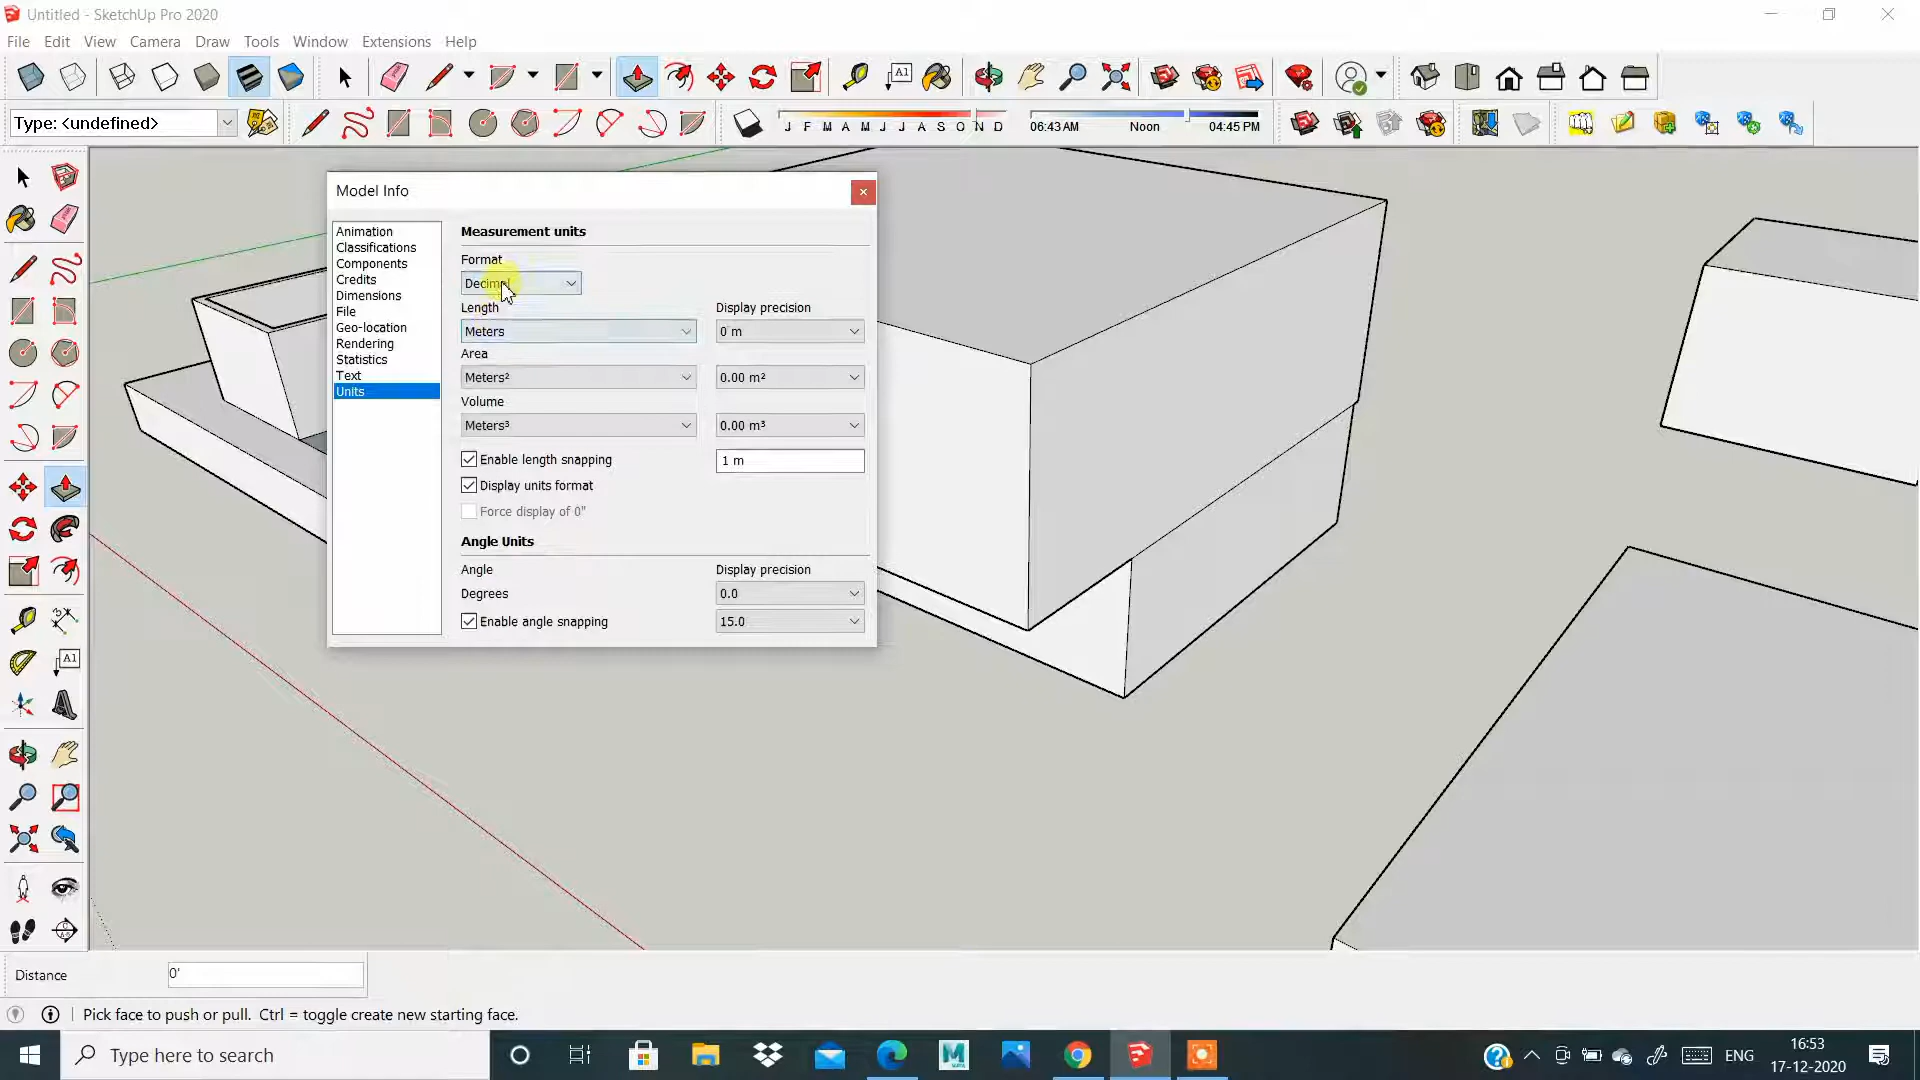 Untitled - SketchUp Pro 2020
File Edit View Camera Draw Tools Window Extensions Help
A1
Type: <undefined>
J F M A M J J A S O N D
06:43 AM Noon 04:45 PM
Model Info
Animation
Classifications
Components
Credits
Dimensions
File
Geo-location
Rendering
Statistics
Text
Units
Measurement units
Format
Decimal
Length Display precision
Meters 0 m
Area
Meters² 0.00 m²
Volume
Meters³ 0.00 m³
Enable length snapping 1 m
Display units format
Force display of 0"
Angle Units
Angle Display precision
Degrees 0.0
Enable angle snapping 15.0
A1
Distance 0'
Pick face to push or pull. Ctrl = toggle create new starting face.
Type here to search
M
ENG
16:53
17-12-2020